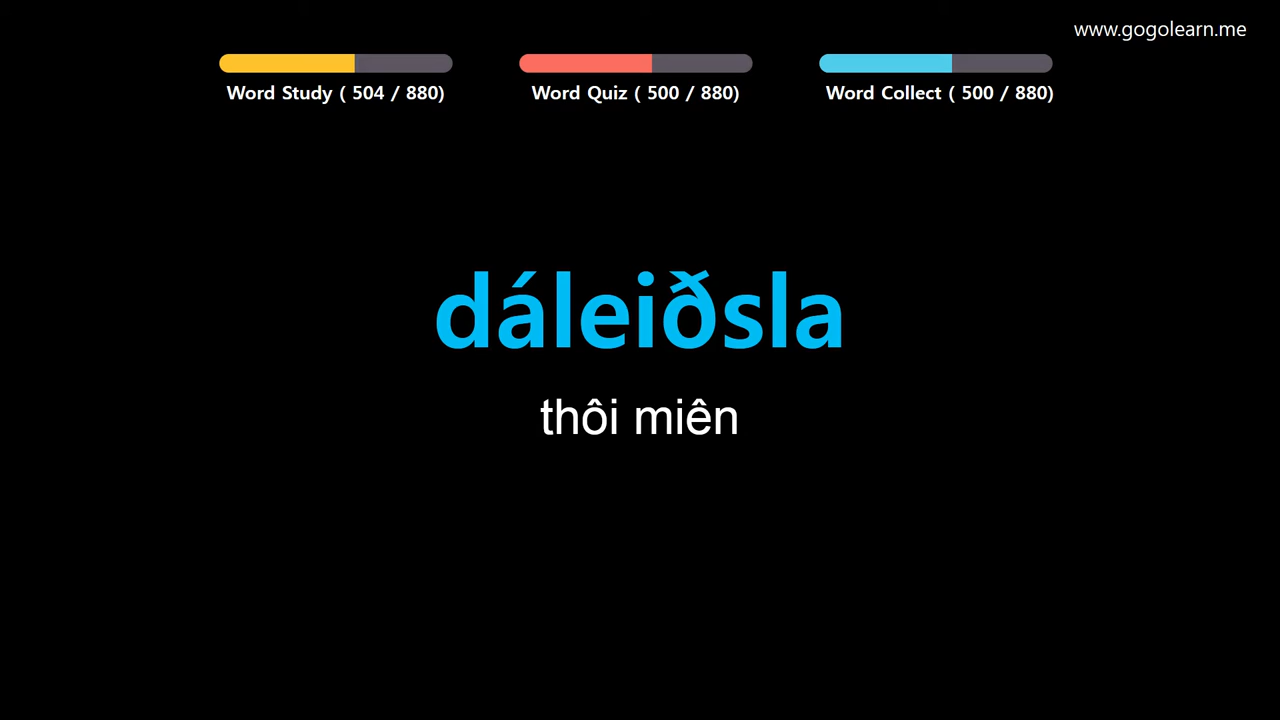 www.gogolearn.me
Word Study ( 504 / 880)
Word Quiz ( 500 / 880)
Word Collect ( 500 / 880)
dáleiðsla
thôi miên